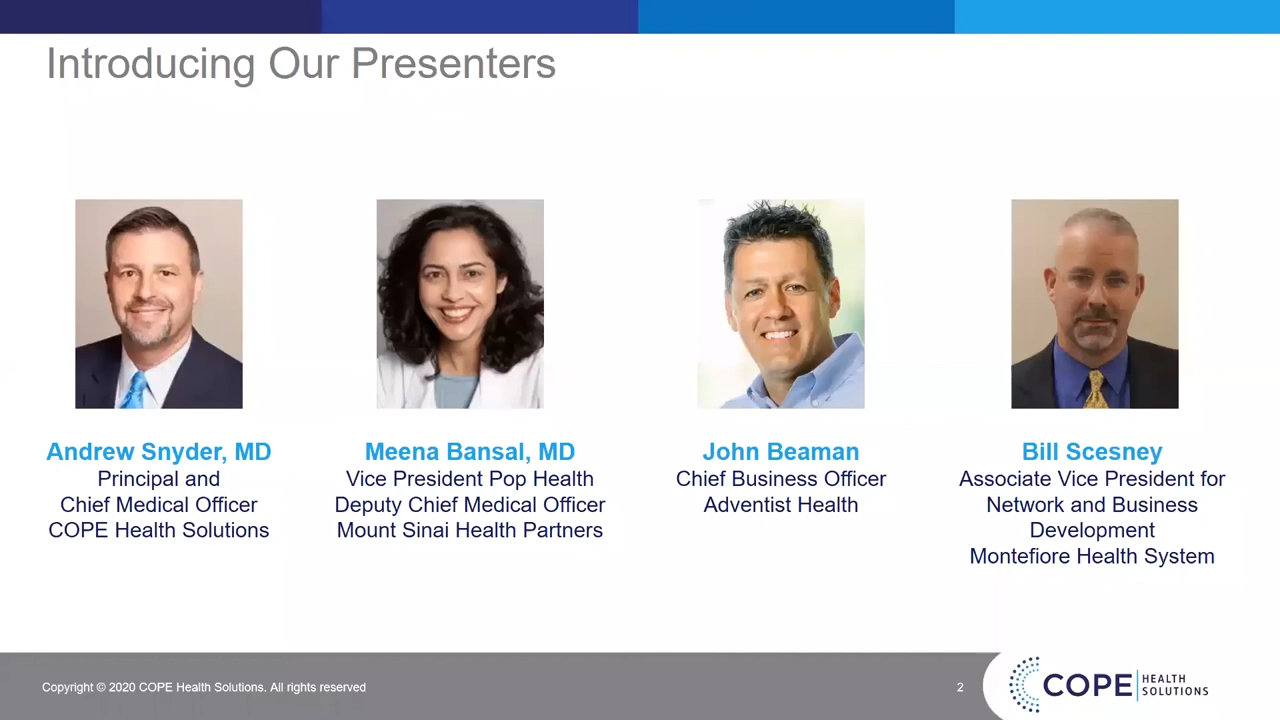 Introducing Our Presenters
Andrew Snyder, MD
Principal and
Chief Medical Officer
COPE Health Solutions
Meena Bansal, MD
Vice President Pop Health
Deputy Chief Medical Officer
Mount Sinai Health Partners
John Beaman
Chief Business Officer
Adventist Health
Bill Scesney
Associate Vice President for
Network and Business
Development
Montefiore Health System
Copyright © 2020 COPE Health Solutions. All rights reserved
2
COPE HEALTH
SOLUTIONS